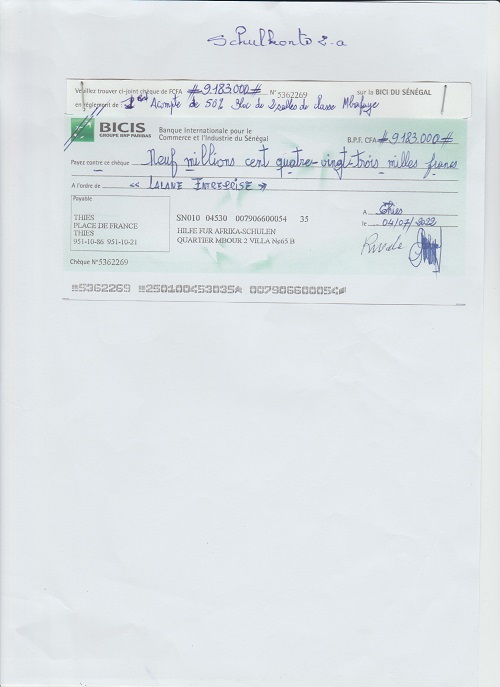 Schulkonto 2.a
Veuillez trouver ci-joint chèque de FCFA # 9.183.000 # N° 5362269 sur la BICI DU SÉNÉGAL
en règlement de Acompte de 50% de 2 salles de classe Mbafaye
BICIS
GROUPE BNP PARIBAS
Banque Internationale pour le
Commerce et l'Industrie du Sénégal
B.P.F. CFA # 9.183.000 #
Payez contre ce chèque Neuf millions cent quatre-vingt-trois milles francs
A l'ordre de « LALANE ENTREPRISE »
Payable
THIES
PLACE DE FRANCE
THIES
951-10-86 951-10-21
SN010 04530 007906600054 35
HILFE FUR AFRIKA-SCHULEN
QUARTIER MBOUR 2 VILLA No65 B
A Thies
le 04/07/2022
Chèque N°5362269
5362269 250100453035A 007906600054